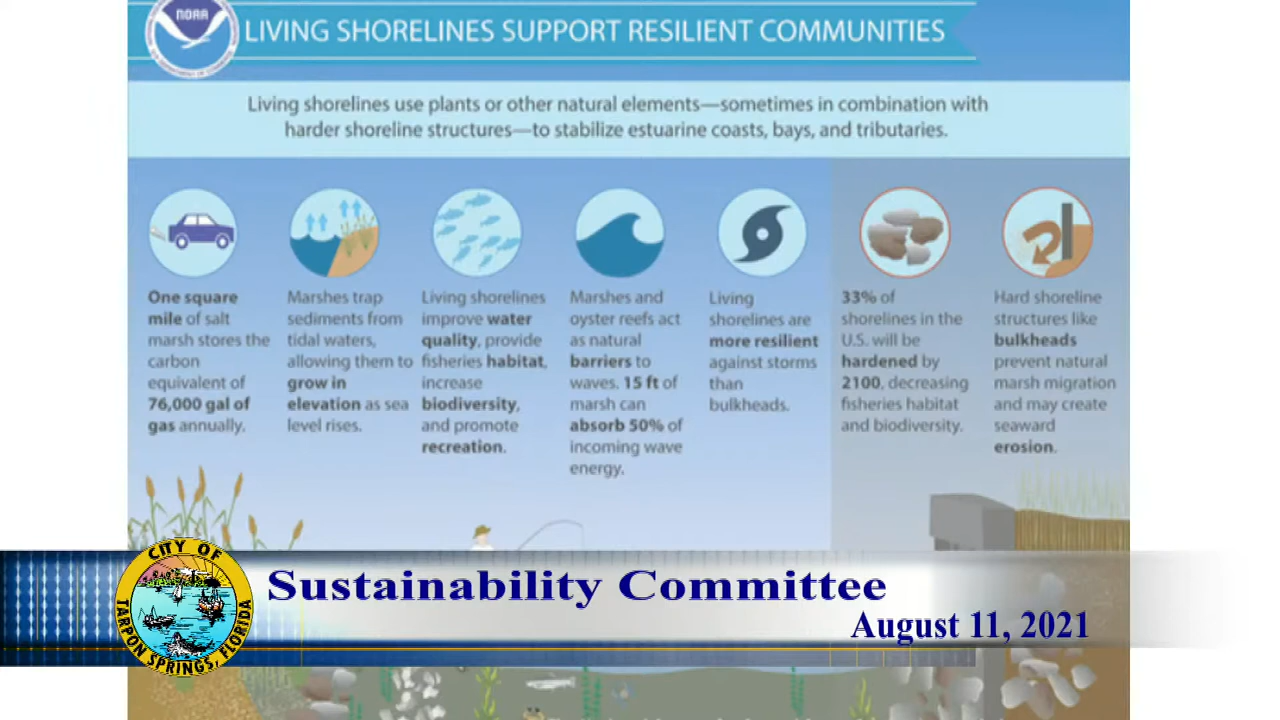 NOAA
LIVING SHORELINES SUPPORT RESILIENT COMMUNITIES
Living shorelines use plants or other natural elements—sometimes in combination with
harder shoreline structures—to stabilize estuarine coasts, bays, and tributaries.
One square
mile of salt
marsh stores the
carbon
equivalent of
76,000 gal of
gas annually.
Marshes trap
sediments from
tidal waters,
allowing them to
grow in
elevation as sea
level rises.
Living shorelines
improve water
quality, provide
fisheries habitat,
increase
biodiversity,
and promote
recreation.
Marshes and
oyster reefs act
as natural
barriers to
waves. 15 ft of
marsh can
absorb 50% of
incoming wave
energy.
Living
shorelines are
more resilient
against storms
than
bulkheads.
33% of
shorelines in the
U.S. will be
hardened by
2100, decreasing
fisheries habitat
and biodiversity.
Hard shoreline
structures like
bulkheads
prevent natural
marsh migration
and may create
seaward
erosion.
CITY OF
TARPON SPRINGS, FLORIDA
Sustainability Committee
August 11, 2021